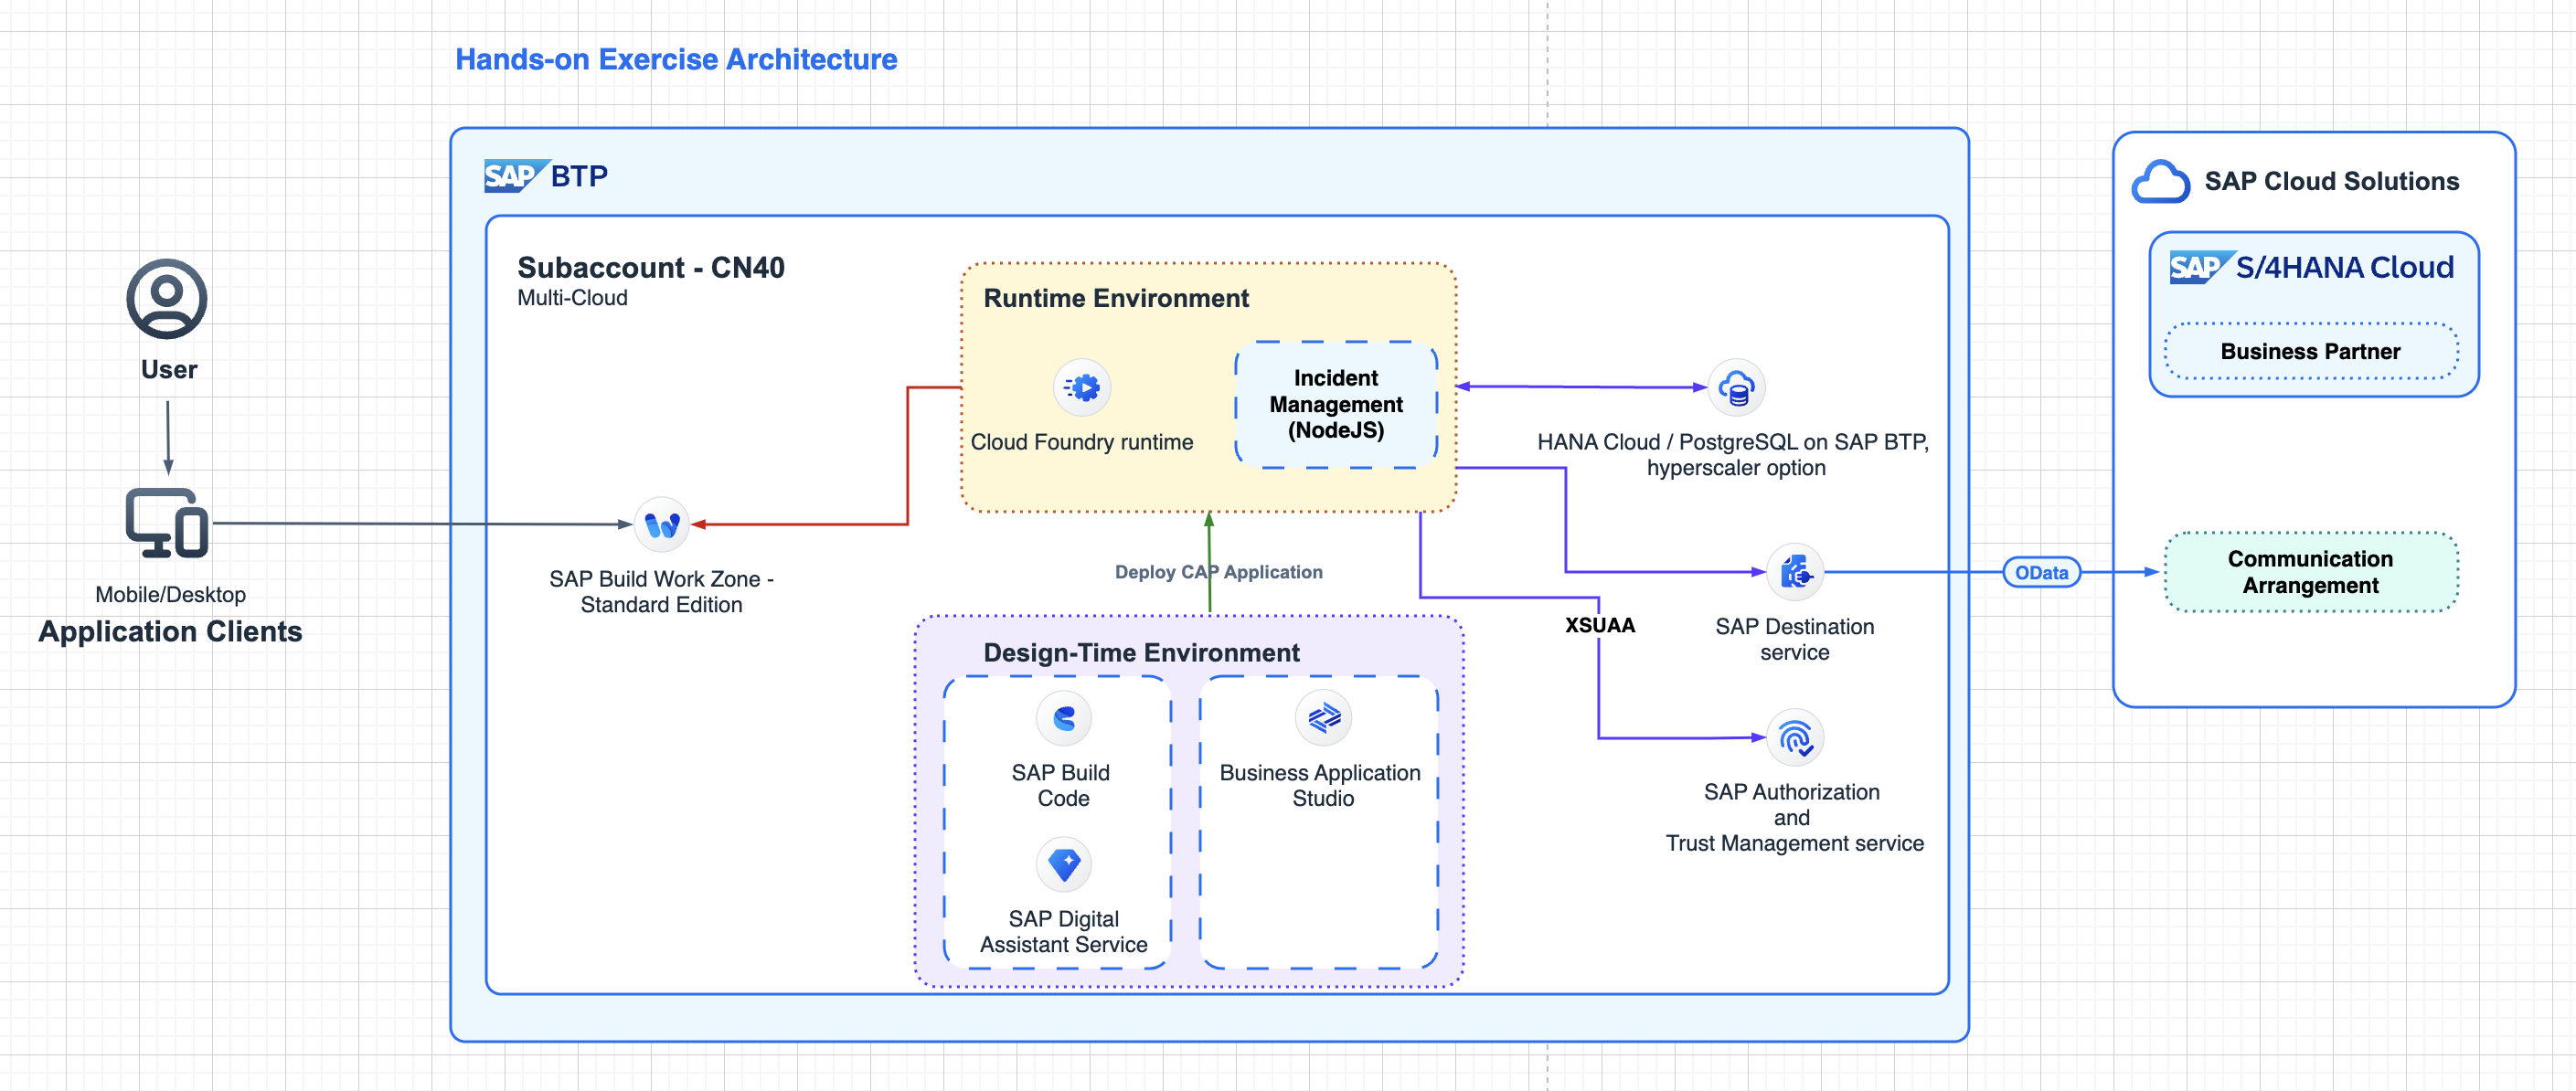 Hands-on Exercise Architecture
SAP BTP
Subaccount - CN40
Multi-Cloud
User
Mobile/Desktop
Application Clients
SAP Build Work Zone -
Standard Edition
Runtime Environment
Cloud Foundry runtime
Incident
Management
(NodeJS)
Deploy CAP Application
Design-Time Environment
SAP Build
Code
SAP Digital
Assistant Service
Business Application
Studio
HANA Cloud / PostgreSQL on SAP BTP,
hyperscaler option
XSUAA
SAP Destination
service
SAP Authorization
and
Trust Management service
OData
SAP Cloud Solutions
SAP S/4HANA Cloud
Business Partner
Communication
Arrangement